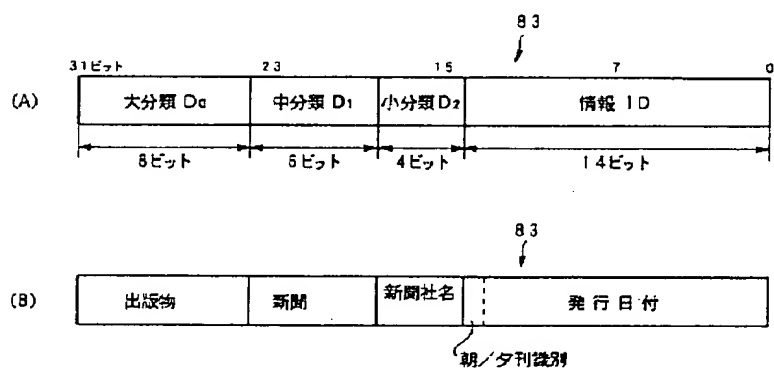 83
31ビット 23 15 7 0
(A) 大分類 D0 中分類 D1 小分類 D2 情報 ID
8ビット 6ビット 4ビット 14ビット
83
(B) 出版物 新聞 新聞社名 発行日付
朝/夕刊識別